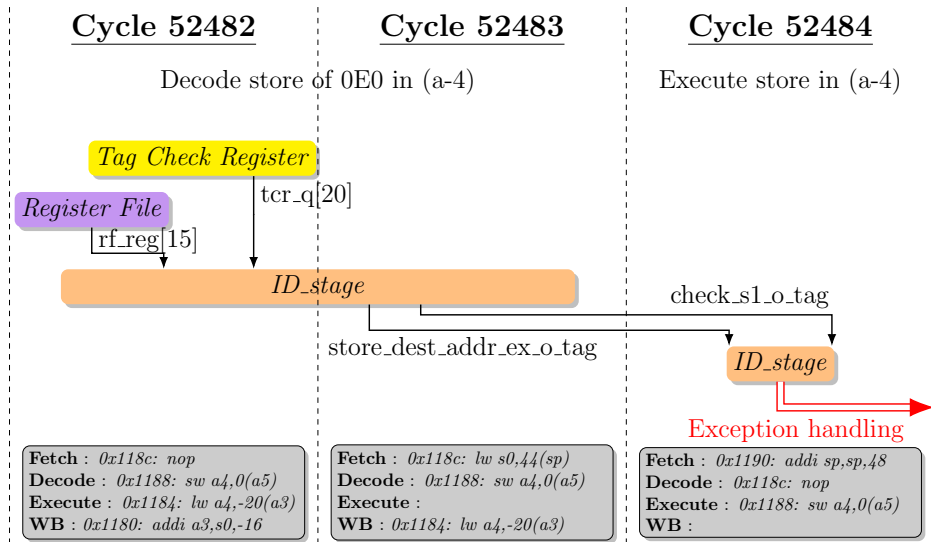 Cycle 52482
Cycle 52483
Cycle 52484
Decode store of 0E0 in (a-4)
Execute store in (a-4)
Tag Check Register
tcr_q[20]
Register File
rf_reg[15]
ID_stage
check_s1_o_tag
store_dest_addr_ex_o_tag
ID_stage
Exception handling
Fetch : 0x118c: nop
Decode : 0x1188: sw a4,0(a5)
Execute : 0x1184: lw a4,-20(a3)
WB : 0x1180: addi a3,s0,-16
Fetch : 0x118c: lw s0,44(sp)
Decode : 0x1188: sw a4,0(a5)
Execute :
WB : 0x1184: lw a4,-20(a3)
Fetch : 0x1190: addi sp,sp,48
Decode : 0x118c: nop
Execute : 0x1188: sw a4,0(a5)
WB :